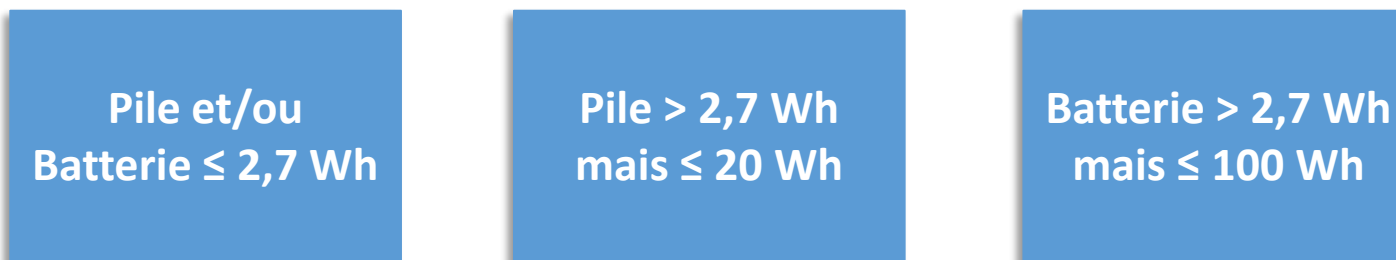 Pile et/ou
Batterie ≤ 2,7 Wh
Pile > 2,7 Wh
mais ≤ 20 Wh
Batterie > 2,7 Wh
mais ≤ 100 Wh